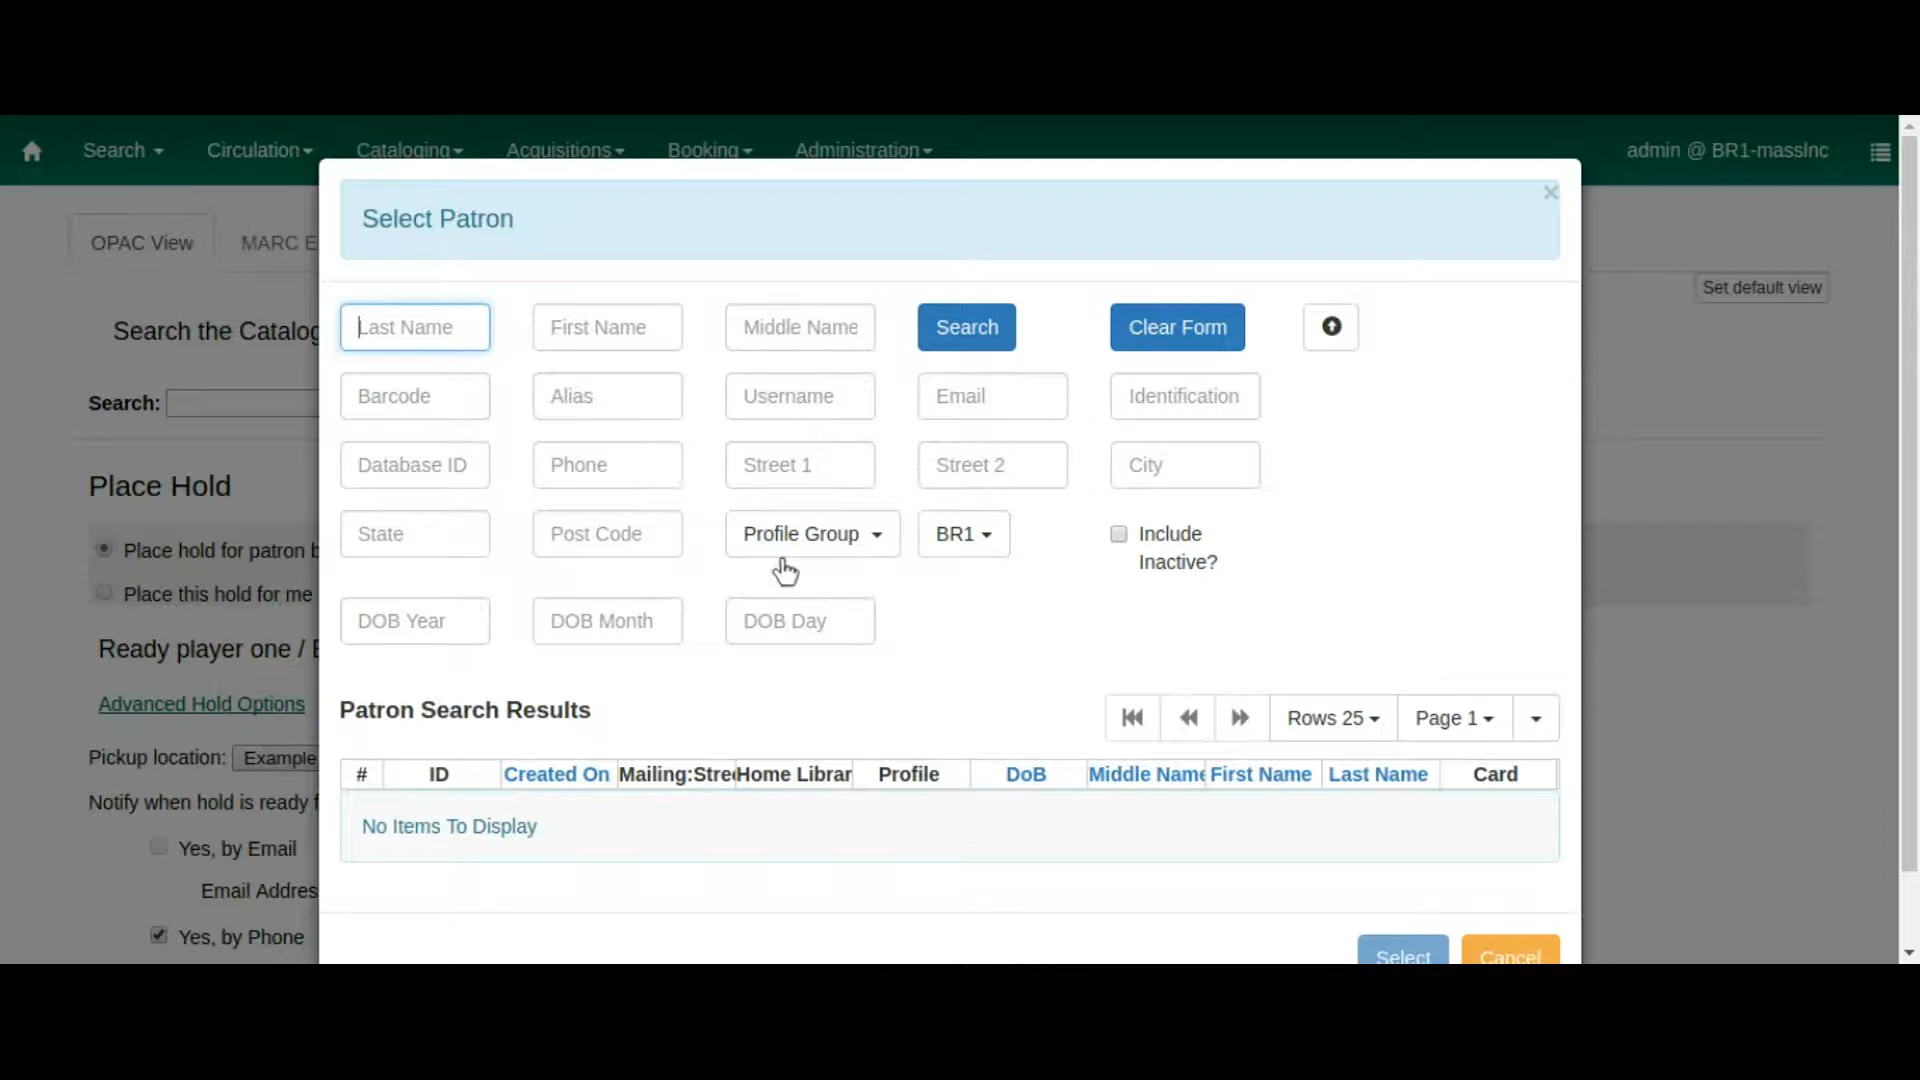 Search Circulation Cataloging Acquisitions Booking Administration admin @ BR1-massInc
Select Patron ×
OPAC View MARC E
Set default view
Last Name First Name Middle Name Search Clear Form
Search the Catalog
Barcode Alias Username Email Identification
Search:
Database ID Phone Street 1 Street 2 City
Place Hold
State Post Code Profile Group BR1 Include Inactive?
Place hold for patron b
Place this hold for me
DOB Year DOB Month DOB Day
Ready player one /
Advanced Hold Options
Patron Search Results Rows 25 Page 1
Pickup location: Example
# ID Created On Mailing:Stre Home Librar Profile DoB Middle Name First Name Last Name Card
Notify when hold is ready f
No Items To Display
Yes, by Email
Email Addres
Yes, by Phone
Select Cancel